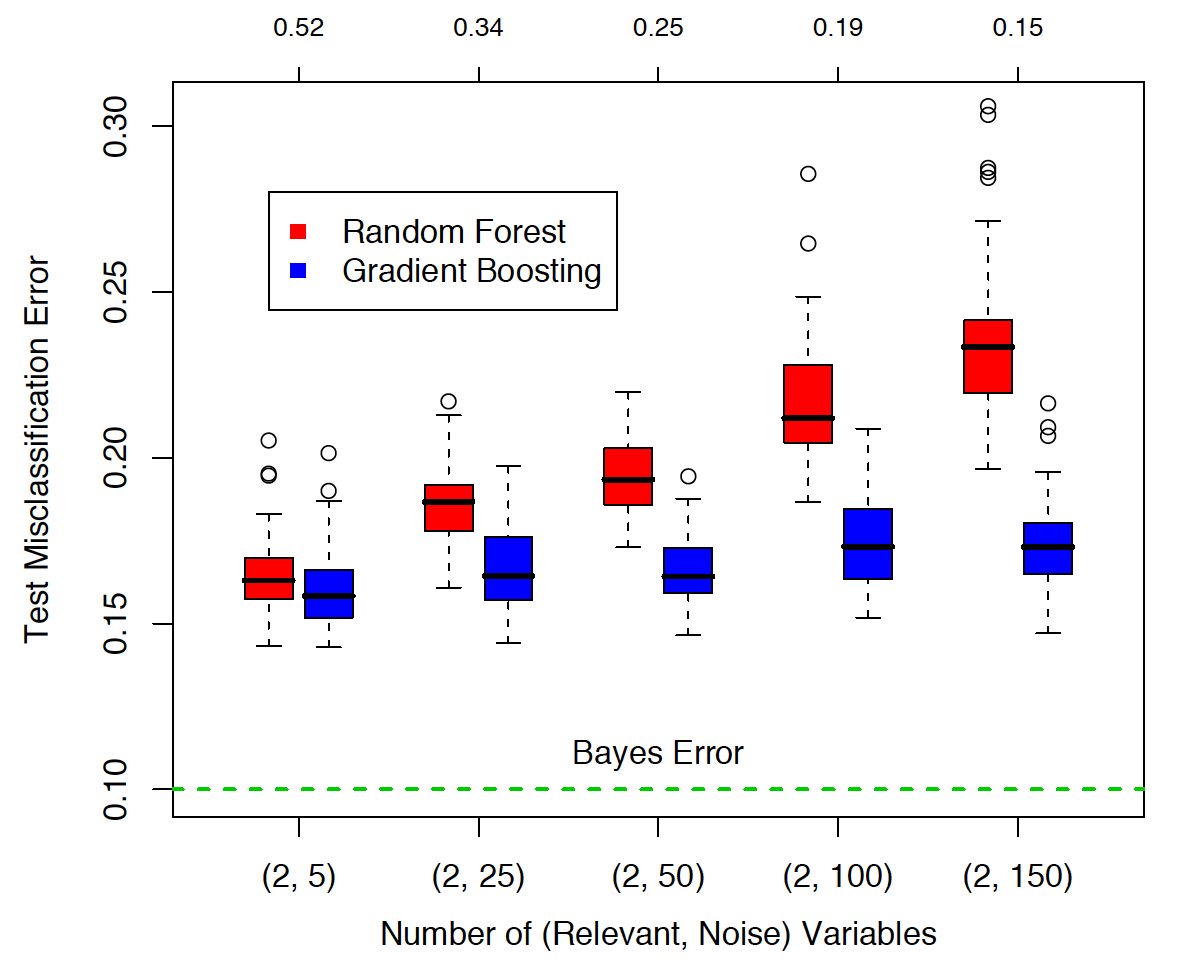 0.52 0.34 0.25 0.19 0.15
Test Misclassification Error
0.30
0.25
0.20
0.15
0.10
Random Forest
Gradient Boosting
Bayes Error
(2, 5) (2, 25) (2, 50) (2, 100) (2, 150)
Number of (Relevant, Noise) Variables